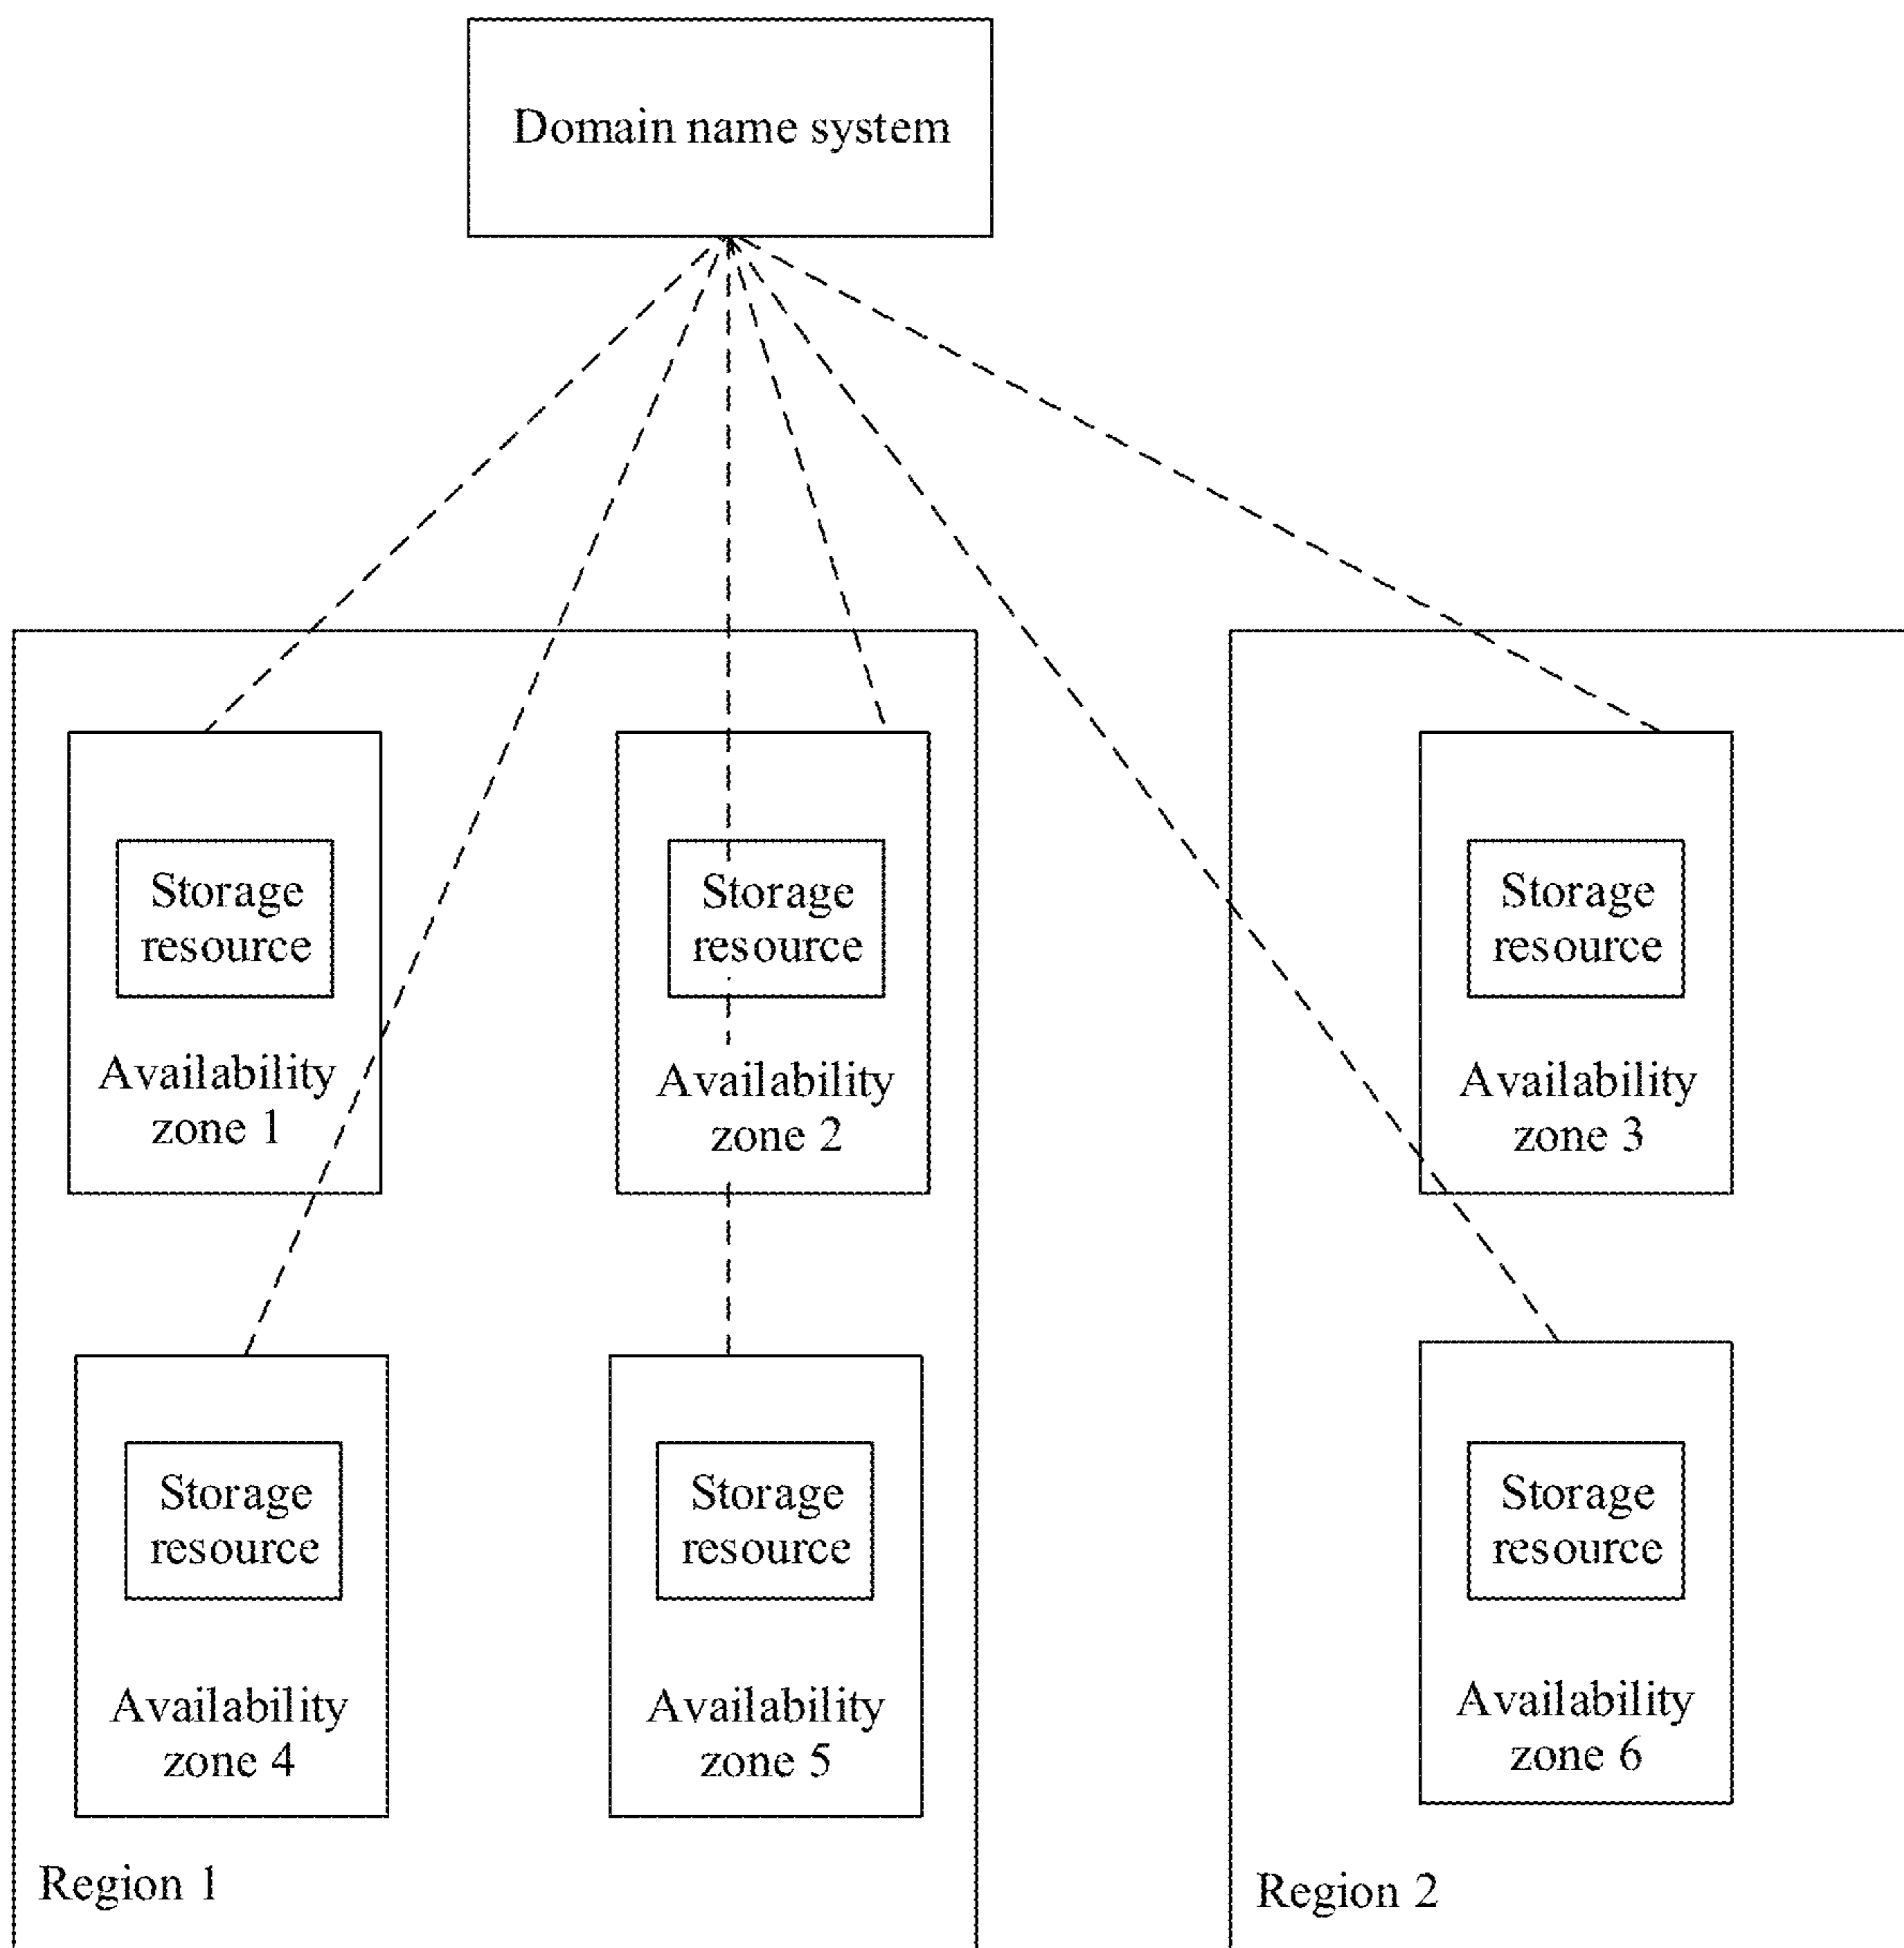 Domain name system
Storage
resource
Availability
zone 1
Storage
resource
Availability
zone 2
Storage
resource
Availability
zone 3
Storage
resource
Availability
zone 4
Storage
resource
Availability
zone 5
Storage
resource
Availability
zone 6
Region 1
Region 2